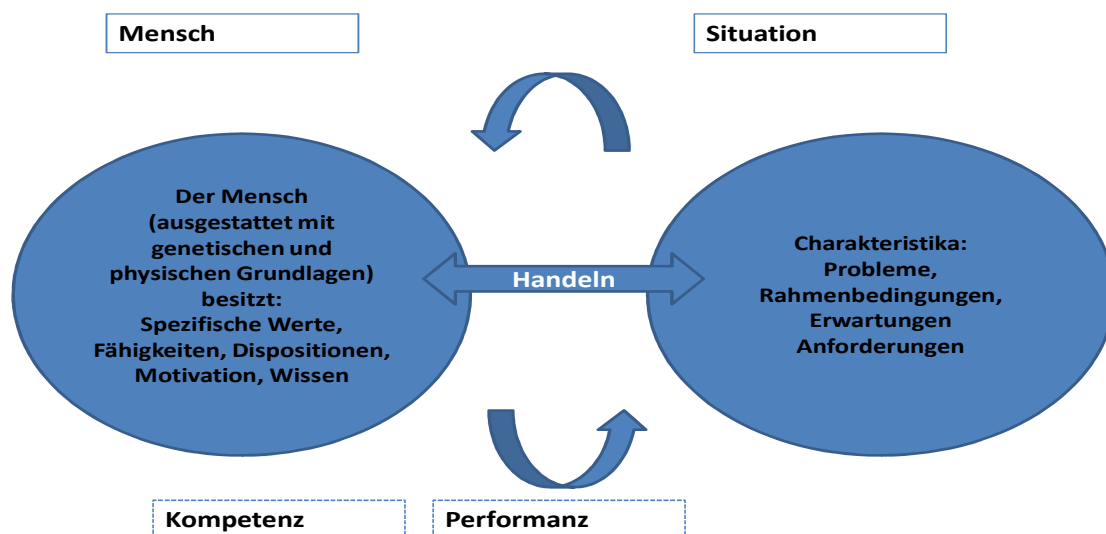 Mensch
Situation
Der Mensch
(ausgestattet mit
genetischen und
physischen Grundlagen)
besitzt:
Spezifische Werte,
Fähigkeiten, Dispositionen,
Motivation, Wissen
Handeln
Charakteristika:
Probleme,
Rahmenbedingungen,
Erwartungen
Anforderungen
Kompetenz
Performanz